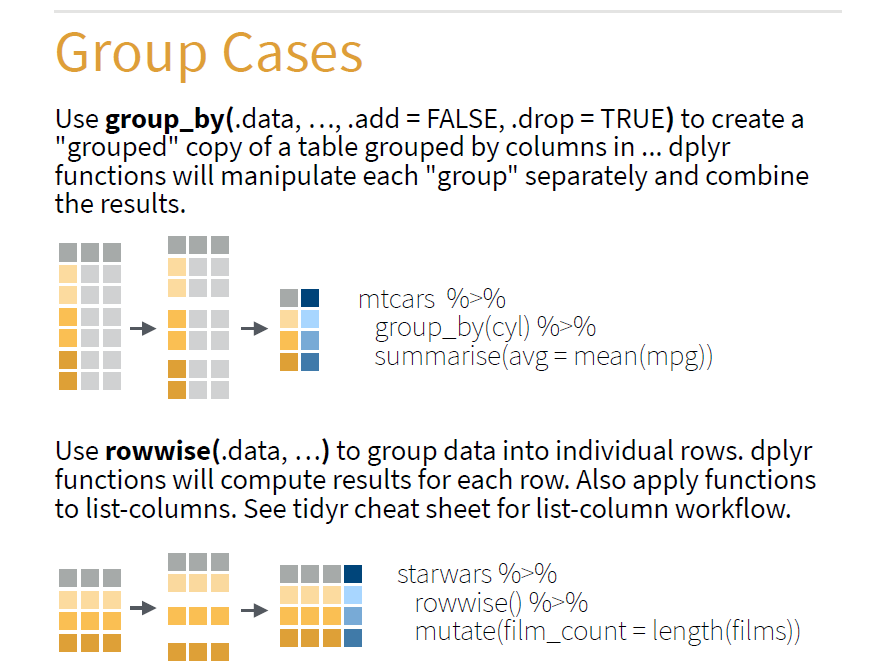 Group Cases
Use group_by(.data, …, .add = FALSE, .drop = TRUE) to create a
"grouped" copy of a table grouped by columns in ... dplyr
functions will manipulate each "group" separately and combine
the results.
mtcars %>%
group_by(cyl) %>%
summarise(avg = mean(mpg))
Use rowwise(.data, …) to group data into individual rows. dplyr
functions will compute results for each row. Also apply functions
to list-columns. See tidyr cheat sheet for list-column workflow.
starwars %>%
rowwise() %>%
mutate(film_count = length(films))